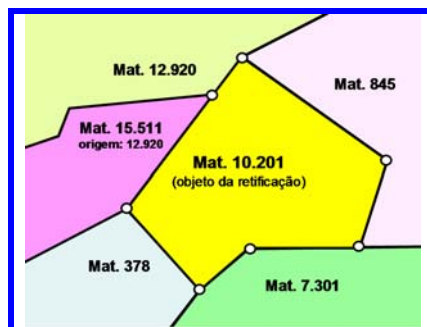 Mat. 12.920
Mat. 845
Mat. 15.511
origem: 12.920
Mat. 10.201
(objeto da retificação)
Mat. 378
Mat. 7.301